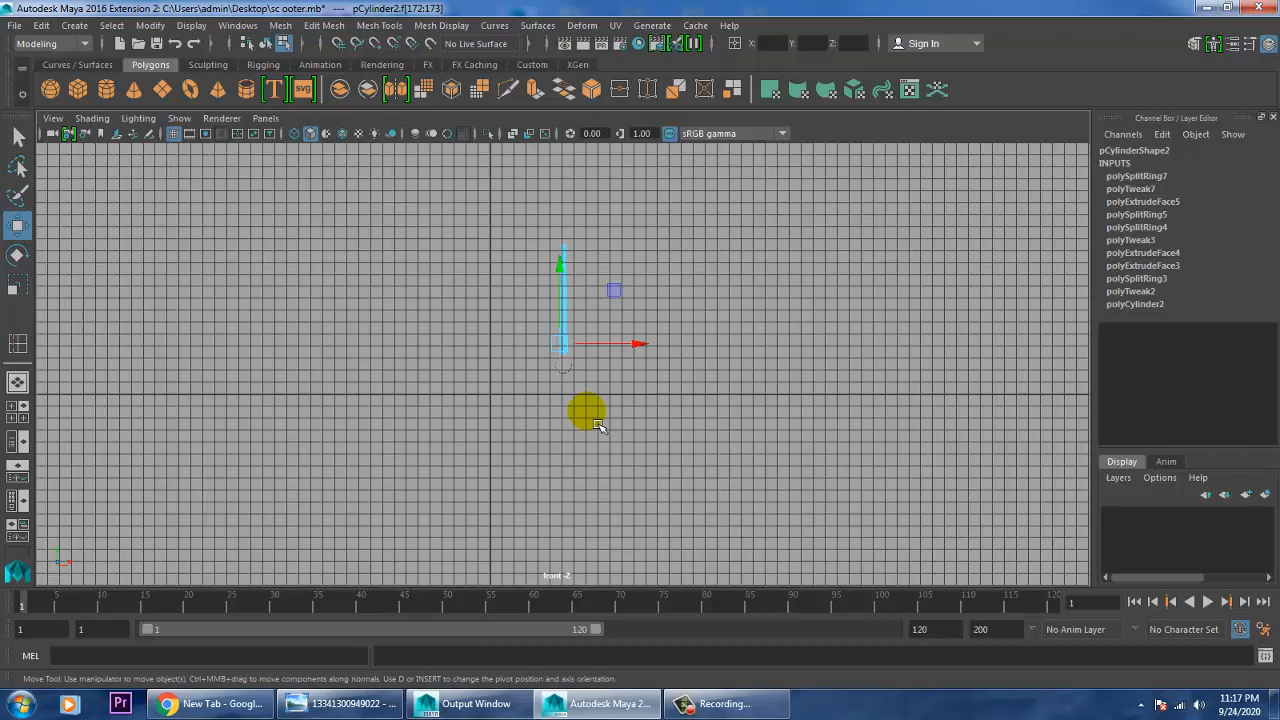 Autodesk Maya 2016 Extension 2: C:\Users\admin\Desktop\sc ooter.mb* --- pCylinder2.f[172:173]
File Edit Create Select Modify Display Windows Mesh Edit Mesh Mesh Tools Mesh Display Curves Surfaces Deform UV Generate Cache Help
Modeling No Live Surface X: Y: Z: Sign In
Curves / Surfaces Polygons Sculpting Rigging Animation Rendering FX FX Caching Custom XGen
T svg
View Shading Lighting Show Renderer Panels
0.00 1.00 sRGB gamma
Channel Box / Layer Editor
Channels Edit Object Show
pCylinderShape2
INPUTS
polySplitRing7
polyTweak7
polyExtrudeFace5
polySplitRing5
polySplitRing4
polyTweak3
polyExtrudeFace4
polyExtrudeFace3
polySplitRing3
polyTweak2
polyCylinder2
Display Anim
Layers Options Help
front -Z
1 5 10 15 20 25 30 35 40 45 50 55 60 65 70 75 80 85 90 95 100 105 110 115 120 1
1 1 1 120 120 200 No Anim Layer No Character Set
MEL
Move Tool: Use manipulator to move object(s). Ctrl+MMB+drag to move components along normals. Use D or INSERT to change the pivot position and axis orientation.
Pr New Tab - Googl... 13341300949022 - ... Output Window Autodesk Maya 2... Recording... 11:17 PM
9/24/2020